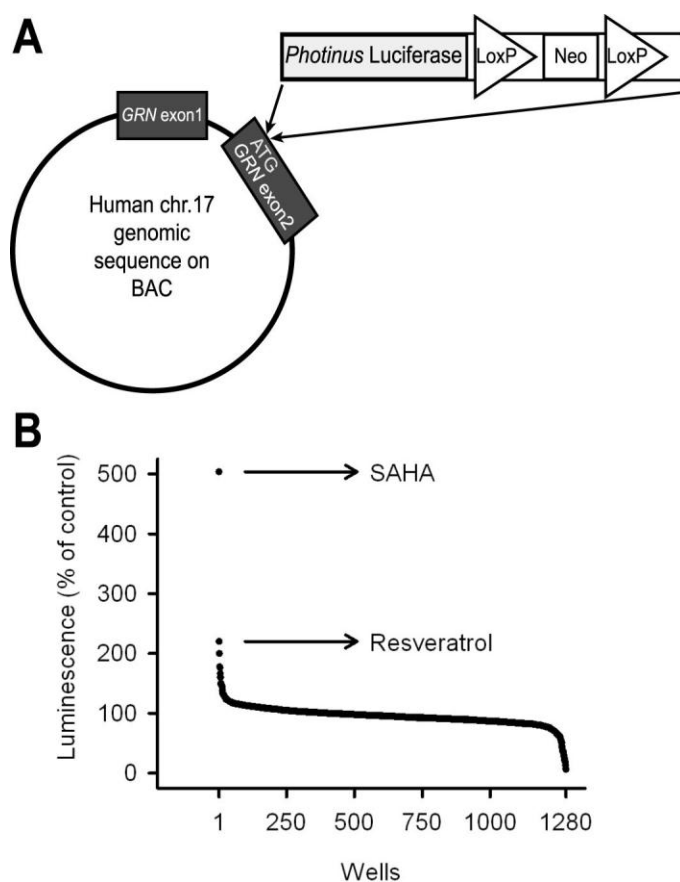 A
Photinus Luciferase
LoxP
Neo
LoxP
GRN exon1
ATG
GRN exon2
Human chr.17
genomic
sequence on
BAC
B
Luminescence (% of control)
500
400
300
200
100
0
SAHA
Resveratrol
1
250
500
750
1000
1280
Wells